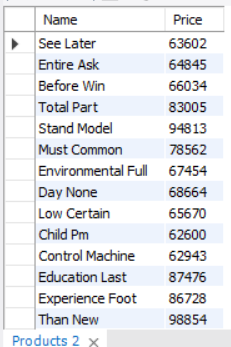 Name Price
See Later 63602
Entire Ask 64845
Before Win 66034
Total Part 83005
Stand Model 94813
Must Common 78562
Environmental Full 67454
Day None 68664
Low Certain 65670
Child Pm 62600
Control Machine 62943
Education Last 87476
Experience Foot 86728
Than New 98854
Products 2